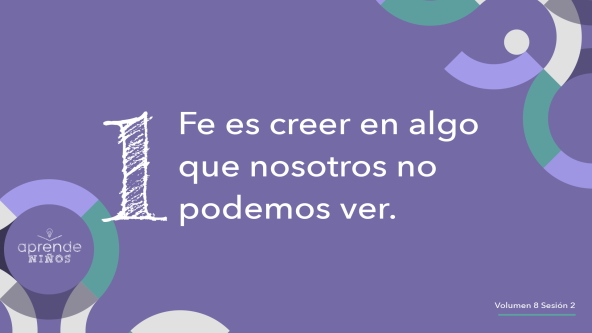 1
Fe es creer en algo
que nosotros no
podemos ver.
aprende
NIÑOS
Volumen 8 Sesión 2